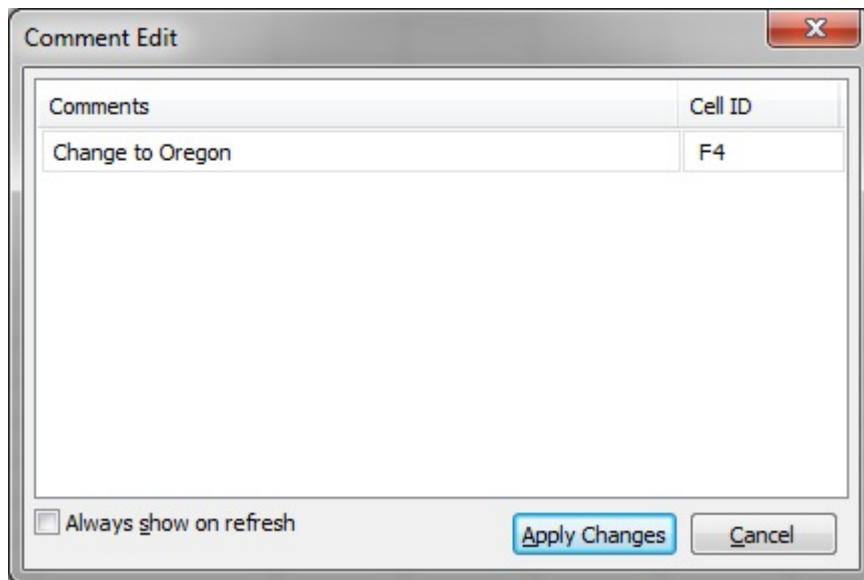 Comment Edit
Comments Cell ID
Change to Oregon F4
Always show on refresh Apply Changes Cancel